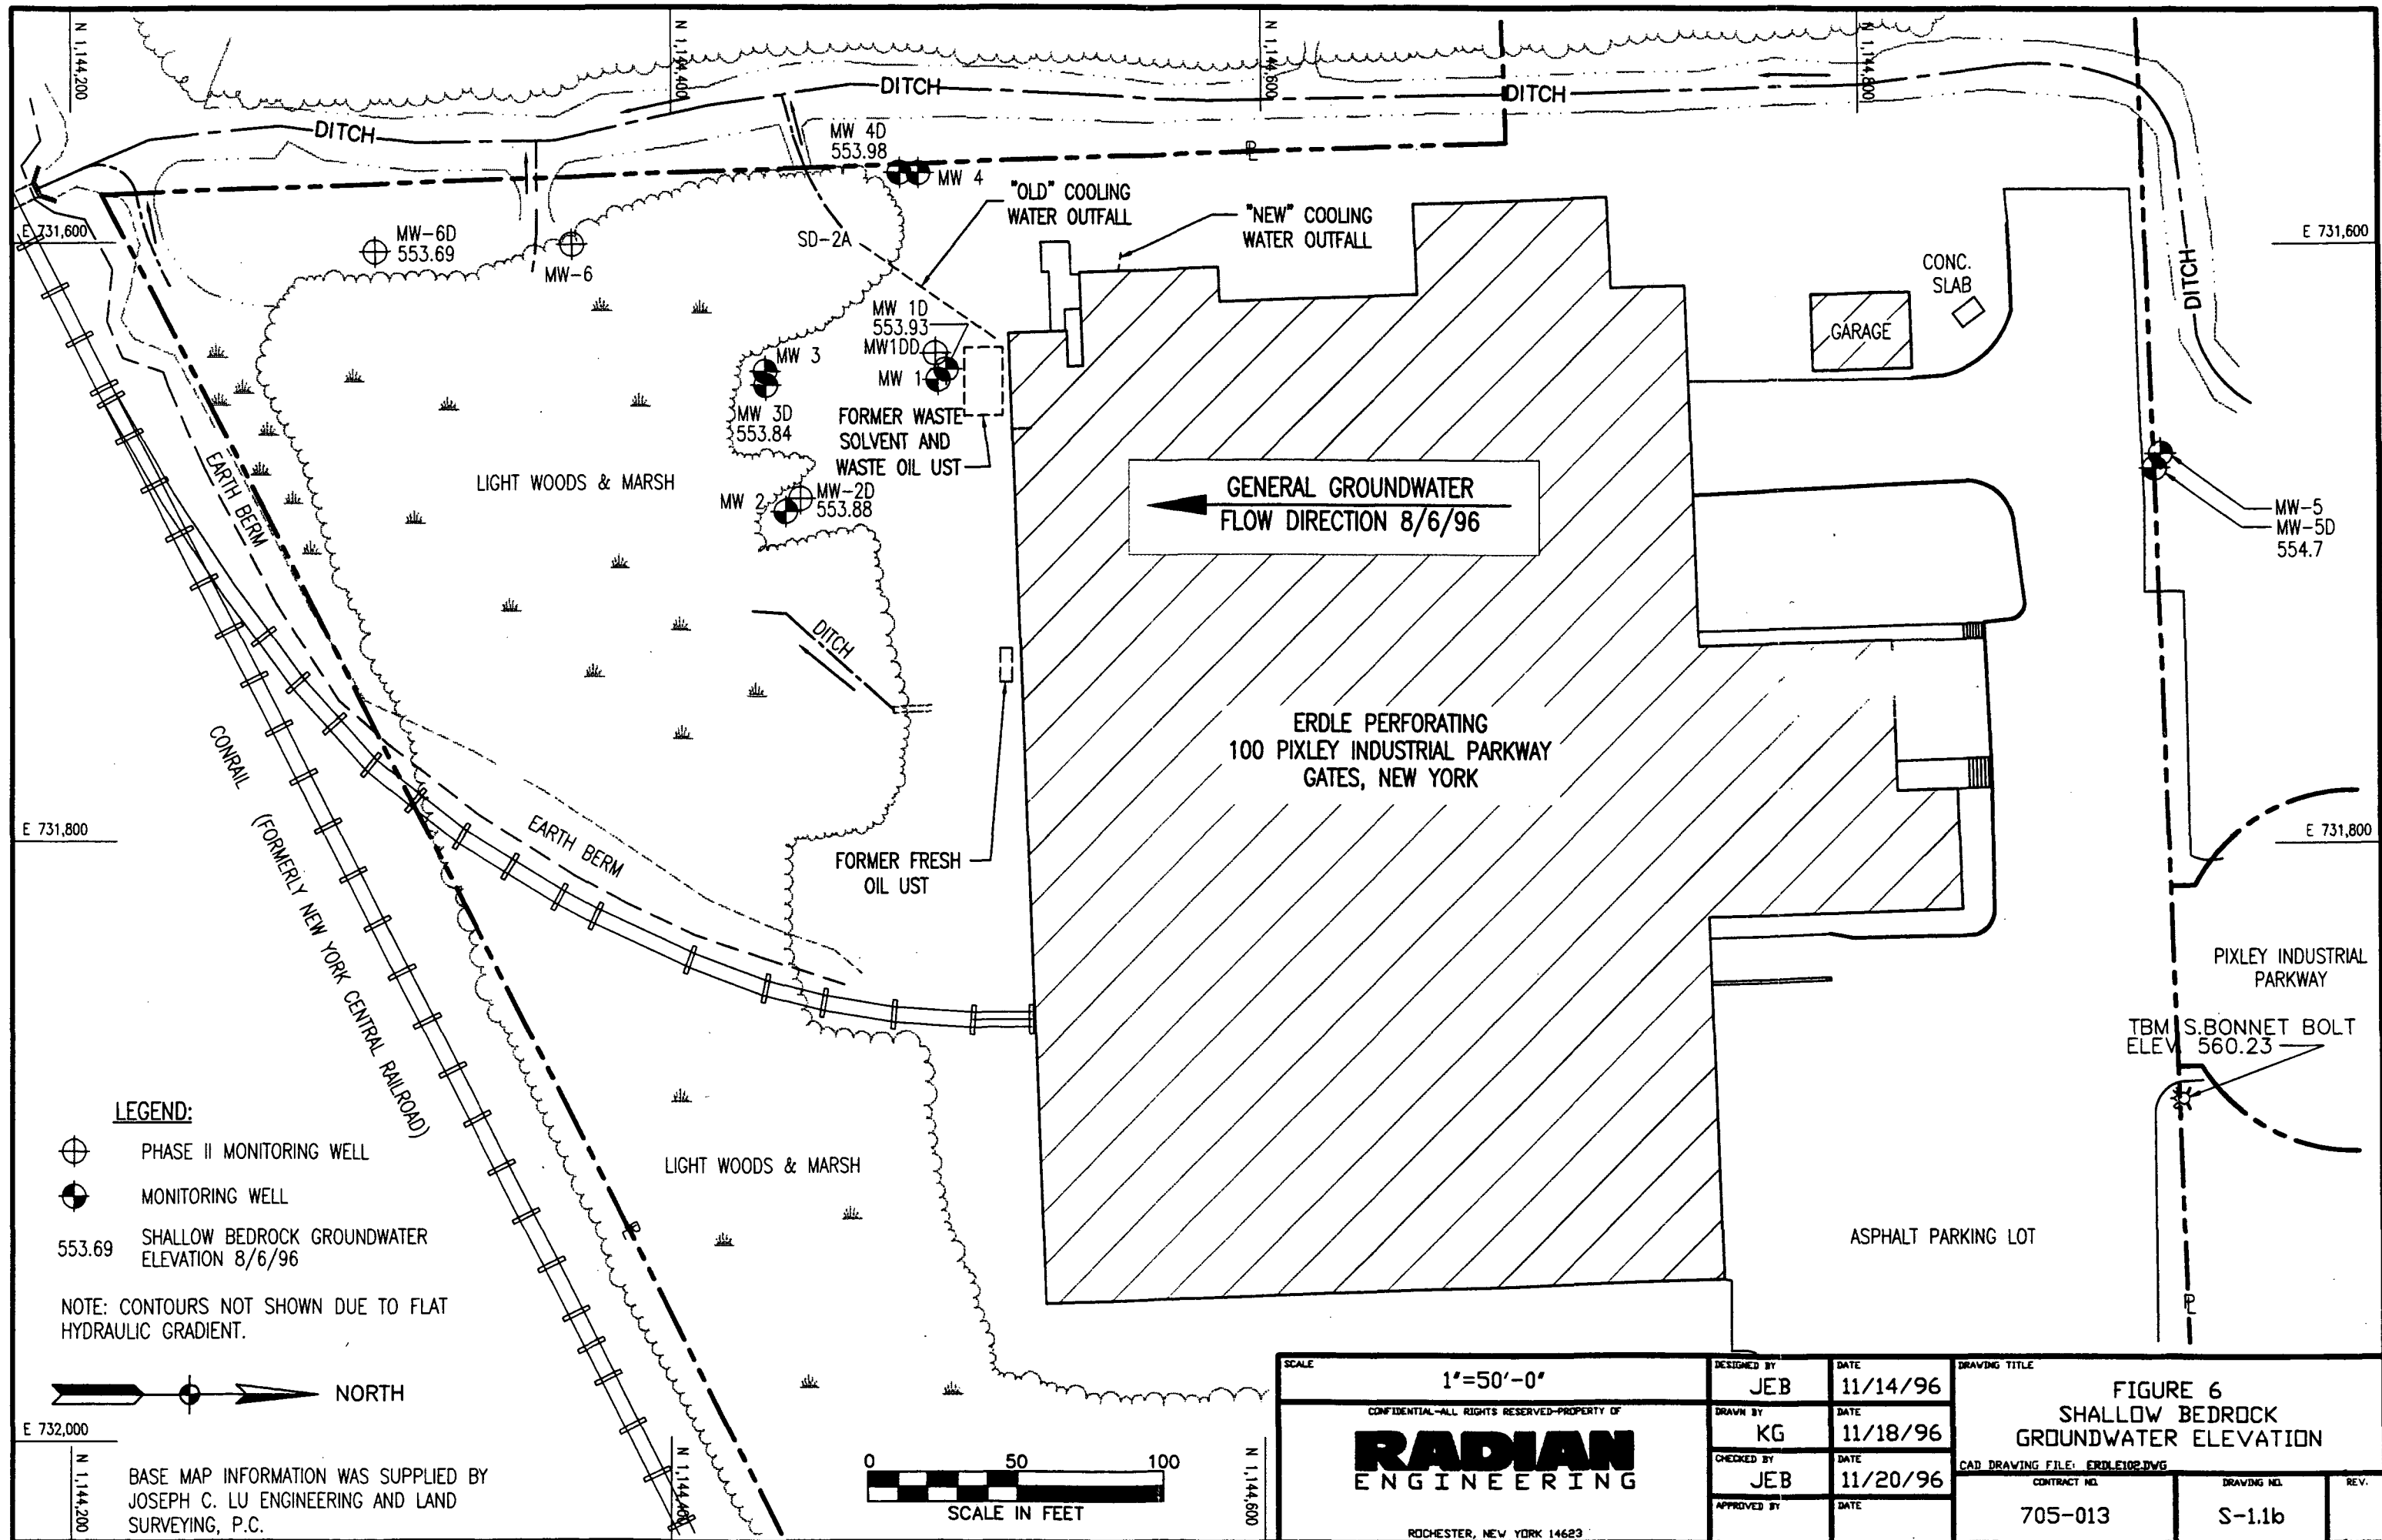 N 1,144,200
N 1,144,400
N 1,144,600
N 1,144,800
DITCH
DITCH
DITCH
DITCH
MW 4D
553.98
MW 4
"OLD" COOLING
WATER OUTFALL
"NEW" COOLING
WATER OUTFALL
E 731,600
E 731,600
MW-6D
553.69
MW-6
SD-2A
CONC.
SLAB
GARAGE
MW 1D
553.93
MW1DD
MW 1
MW 3
MW 3D
553.84
FORMER WASTE
SOLVENT AND
WASTE OIL UST
MW 2
MW-2D
553.88
LIGHT WOODS & MARSH
EARTH BERM
GENERAL GROUNDWATER
FLOW DIRECTION 8/6/96
MW-5
MW-5D
554.7
DITCH
ERDLE PERFORATING
100 PIXLEY INDUSTRIAL PARKWAY
GATES, NEW YORK
CONRAIL (FORMERLY NEW YORK CENTRAL RAILROAD)
E 731,800
E 731,800
EARTH BERM
FORMER FRESH
OIL UST
PIXLEY INDUSTRIAL
PARKWAY
TBM S.BONNET BOLT
ELEV 560.23
LIGHT WOODS & MARSH
ASPHALT PARKING LOT
PL
PL
PL
LEGEND:
PHASE II MONITORING WELL
MONITORING WELL
553.69 SHALLOW BEDROCK GROUNDWATER
ELEVATION 8/6/96
NOTE: CONTOURS NOT SHOWN DUE TO FLAT
HYDRAULIC GRADIENT.
NORTH
E 732,000
N 1,144,200
N 1,144,400
N 1,144,600
BASE MAP INFORMATION WAS SUPPLIED BY
JOSEPH C. LU ENGINEERING AND LAND
SURVEYING, P.C.
0 50 100
SCALE IN FEET
SCALE
1"=50'-0"
CONFIDENTIAL-ALL RIGHTS RESERVED-PROPERTY OF
RADIAN
ENGINEERING
ROCHESTER, NEW YORK 14623
DESIGNED BY
JEB
DATE
11/14/96
DRAWN BY
KG
DATE
11/18/96
CHECKED BY
JEB
DATE
11/20/96
APPROVED BY
DATE
DRAWING TITLE
FIGURE 6
SHALLOW BEDROCK
GROUNDWATER ELEVATION
CAD DRAWING FILE: ERDLE102.DWG
CONTRACT NO.
705-013
DRAWING NO.
S-1.1b
REV.